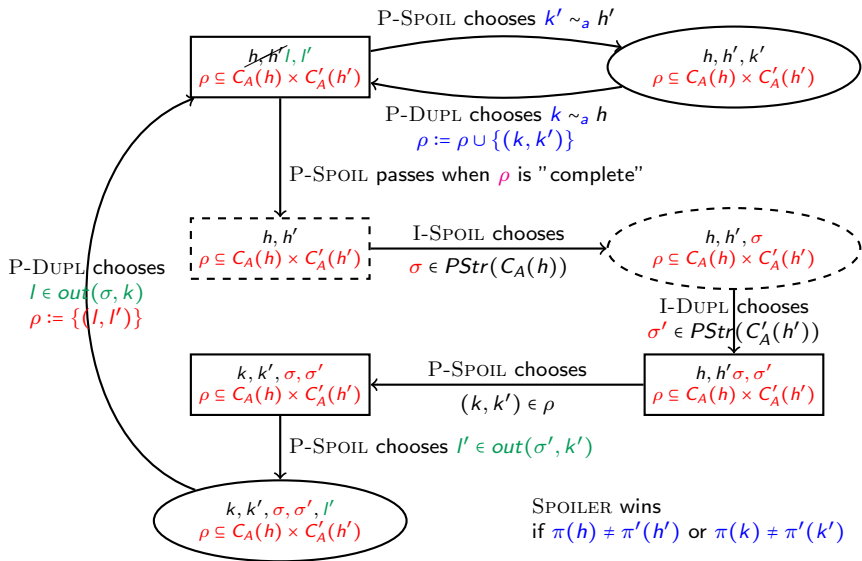 P-SPOIL chooses k′ ∼ₐ h′
h, h′ l, l′
ρ ⊆ C_A(h) × C′_A(h′)
h, h′, k′
ρ ⊆ C_A(h) × C′_A(h′)
P-DUPL chooses k ∼ₐ h
ρ := ρ ∪ {(k, k′)}
P-SPOIL passes when ρ is "complete"
h, h′
ρ ⊆ C_A(h) × C′_A(h′)
I-SPOIL chooses
σ ∈ PStr(C_A(h))
h, h′, σ
ρ ⊆ C_A(h) × C′_A(h′)
P-DUPL chooses
l ∈ out(σ, k)
ρ := {(l, l′)}
I-DUPL chooses
σ′ ∈ PStr(C′_A(h′))
k, k′, σ, σ′
ρ ⊆ C_A(h) × C′_A(h′)
P-SPOIL chooses
(k, k′) ∈ ρ
h, h′σ, σ′
ρ ⊆ C_A(h) × C′_A(h′)
P-SPOIL chooses l′ ∈ out(σ′, k′)
k, k′, σ, σ′, l′
ρ ⊆ C_A(h) × C′_A(h′)
SPOILER wins
if π(h) ≠ π′(h′) or π(k) ≠ π′(k′)